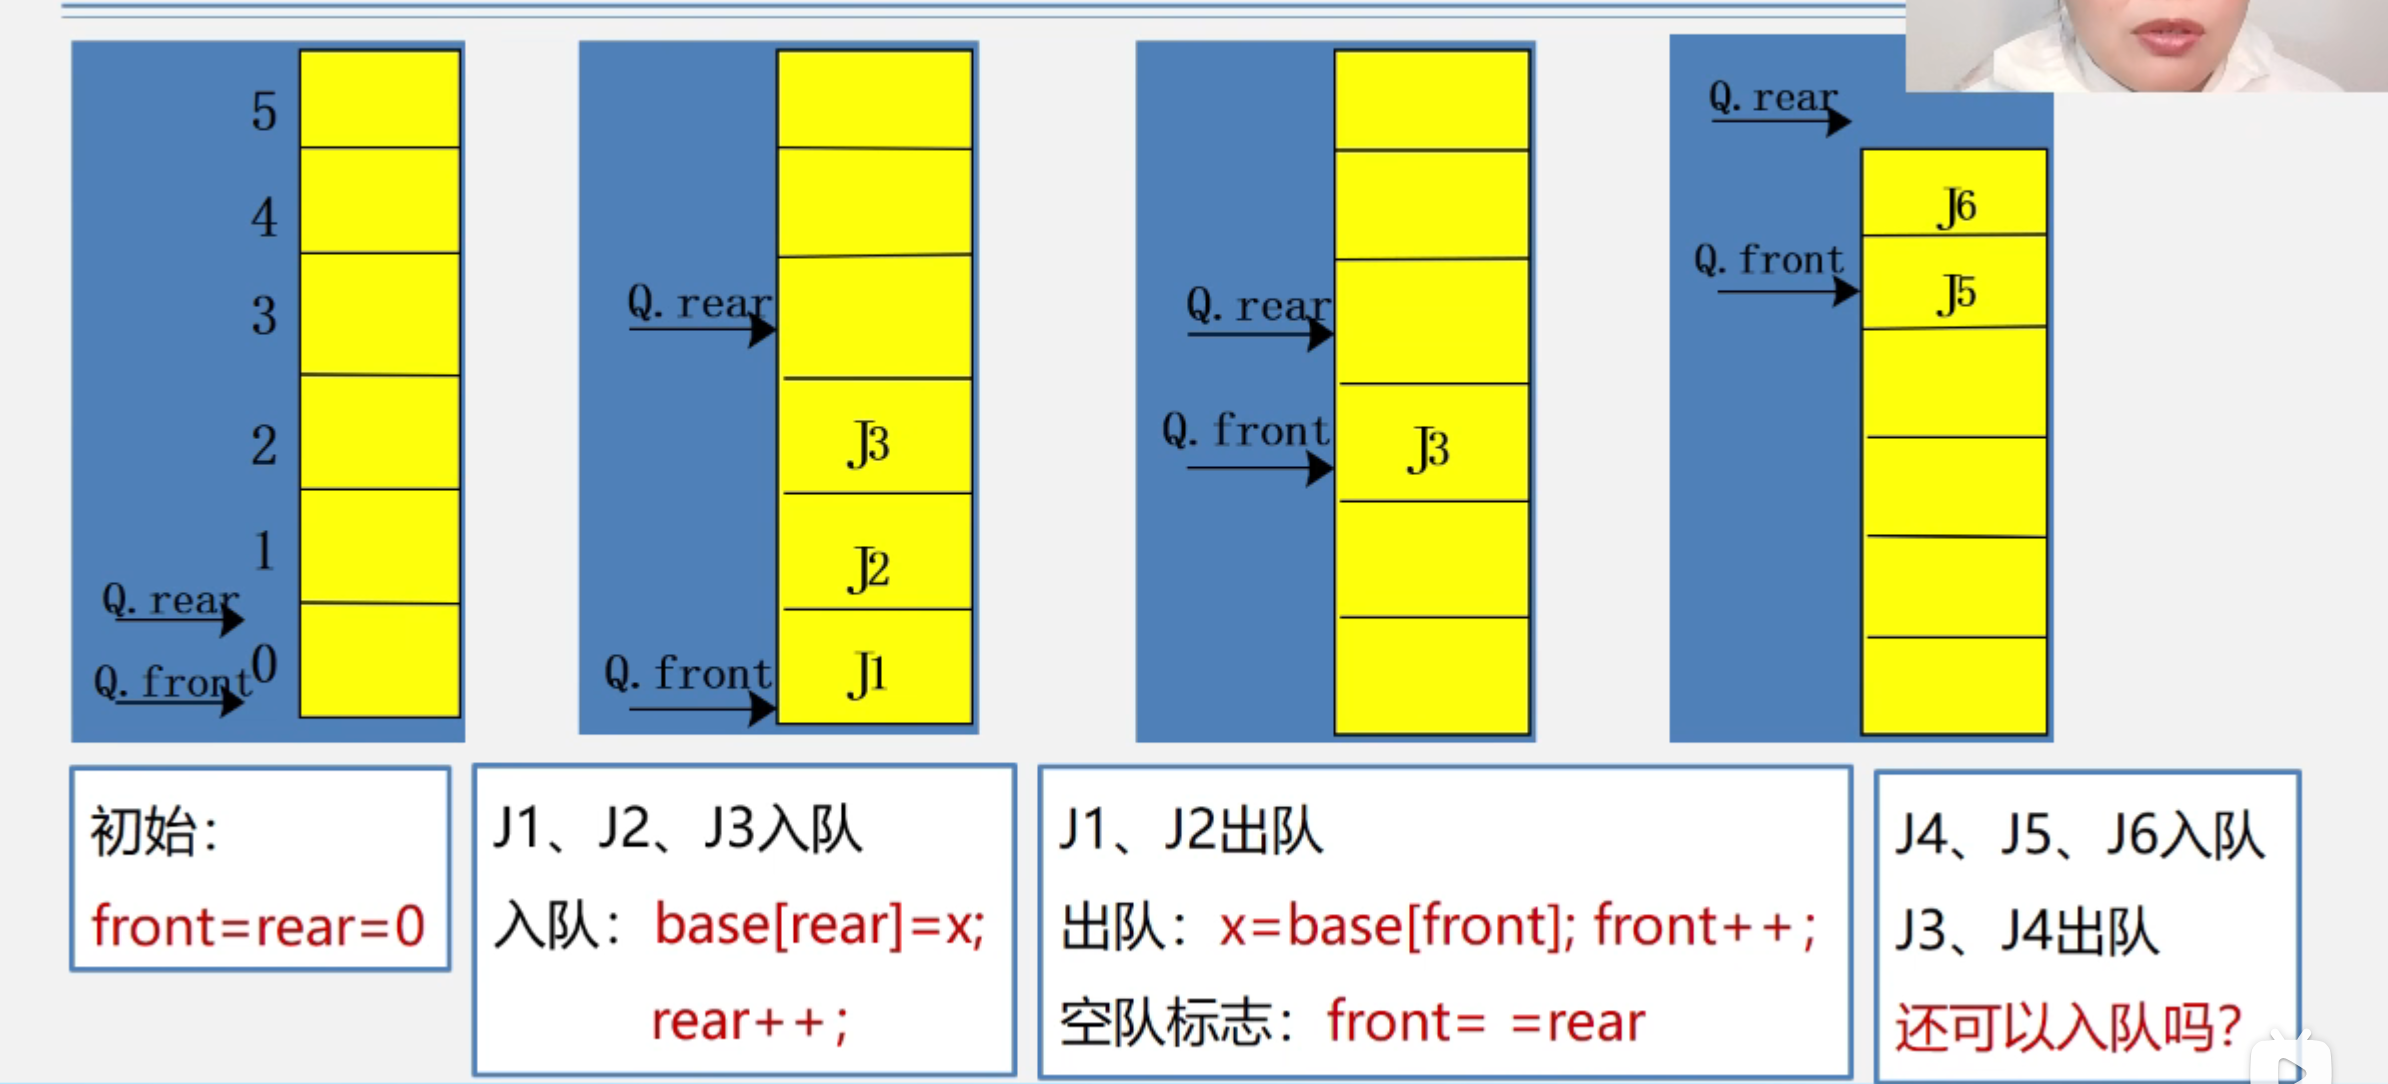 5
4
3
2
1
Q.rear
0
Q.front
Q.rear
J3
J2
Q.front
J1
Q.rear
Q.front
J3
Q.rear
J6
Q.front
J5
初始：
front=rear=0
J1、J2、J3入队
入队：base[rear]=x;
rear++;
J1、J2出队
出队：x=base[front]; front++;
空队标志：front= =rear
J4、J5、J6入队
J3、J4出队
还可以入队吗?